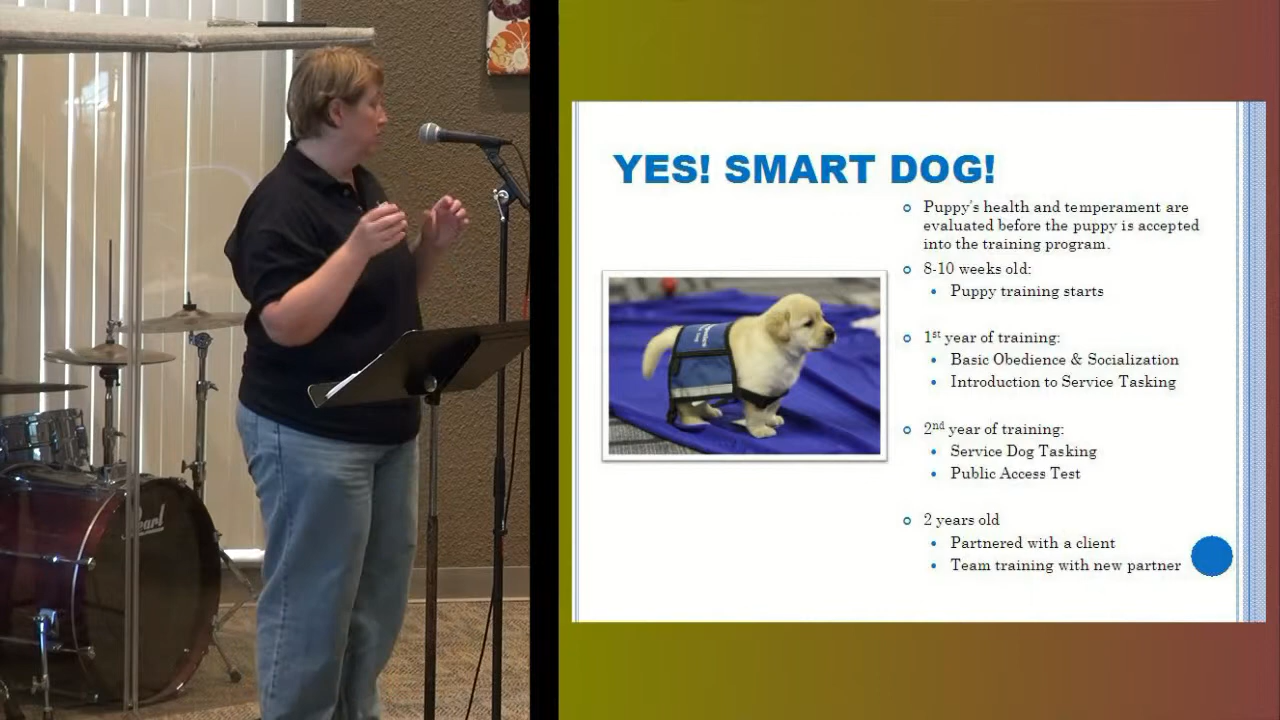 YES! SMART DOG!
Puppy's health and temperament are
evaluated before the puppy is accepted
into the training program.
8-10 weeks old:
Puppy training starts
1st year of training:
Basic Obedience & Socialization
Introduction to Service Tasking
2nd year of training:
Service Dog Tasking
Public Access Test
2 years old
Partnered with a client
Team training with new partner
Pearl